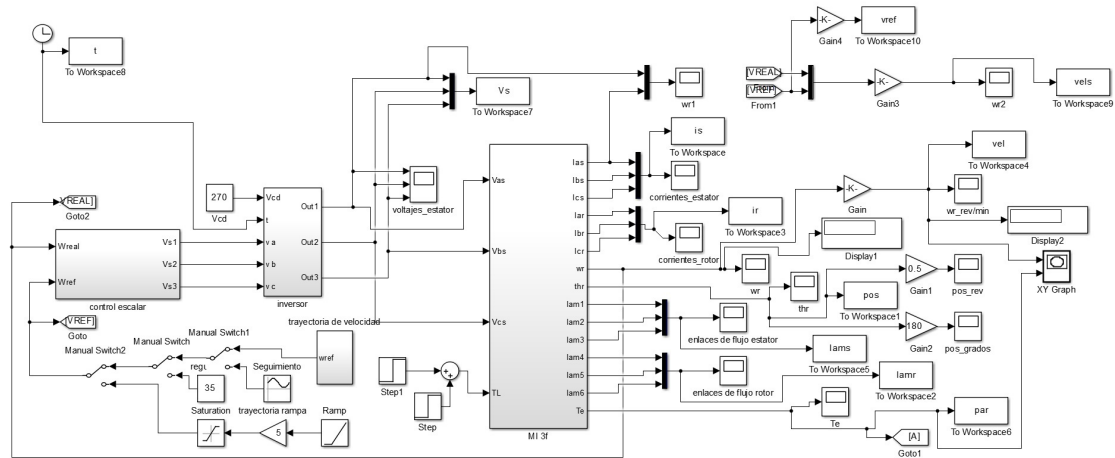 t
To Workspace8
-K-
Gain4
vref
To Workspace10
[VREAL]
[VREF]
From1
-K-
Gain3
wr2
vels
To Workspace9
Vs
To Workspace7
wr1
is
To Workspace
corrientes_estator
vel
To Workspace4
wr_rev/min
Display2
XY Graph
-K-
Gain
ir
To Workspace3
corrientes_rotor
Display1
VREAL]
Goto2
270
Vcd
Vcd
t
v a
v b
v c
Out1
Out2
Out3
inversor
voltajes_estator
Wreal
Wref
Vs1
Vs2
Vs3
control escalar
[VREF]
Goto
Vas
Vbs
Vcs
TL
Ias
Ibs
Ics
Iar
Ibr
Icr
wr
thr
lam1
lam2
lam3
lam4
lam5
lam6
Te
MI 3f
wr
thr
pos
To Workspace1
0.5
Gain1
pos_rev
180
Gain2
pos_grados
enlaces de flujo estator
lams
To Workspace5
enlaces de flujo rotor
lamr
To Workspace2
Te
par
To Workspace6
[A]
Goto1
trayectoria de velocidad
wref
Manual Switch1
Manual Switch
Manual Switch2
regu
35
Seguimiento
Saturation
trayectoria rampa
Ramp
5
Step1
Step